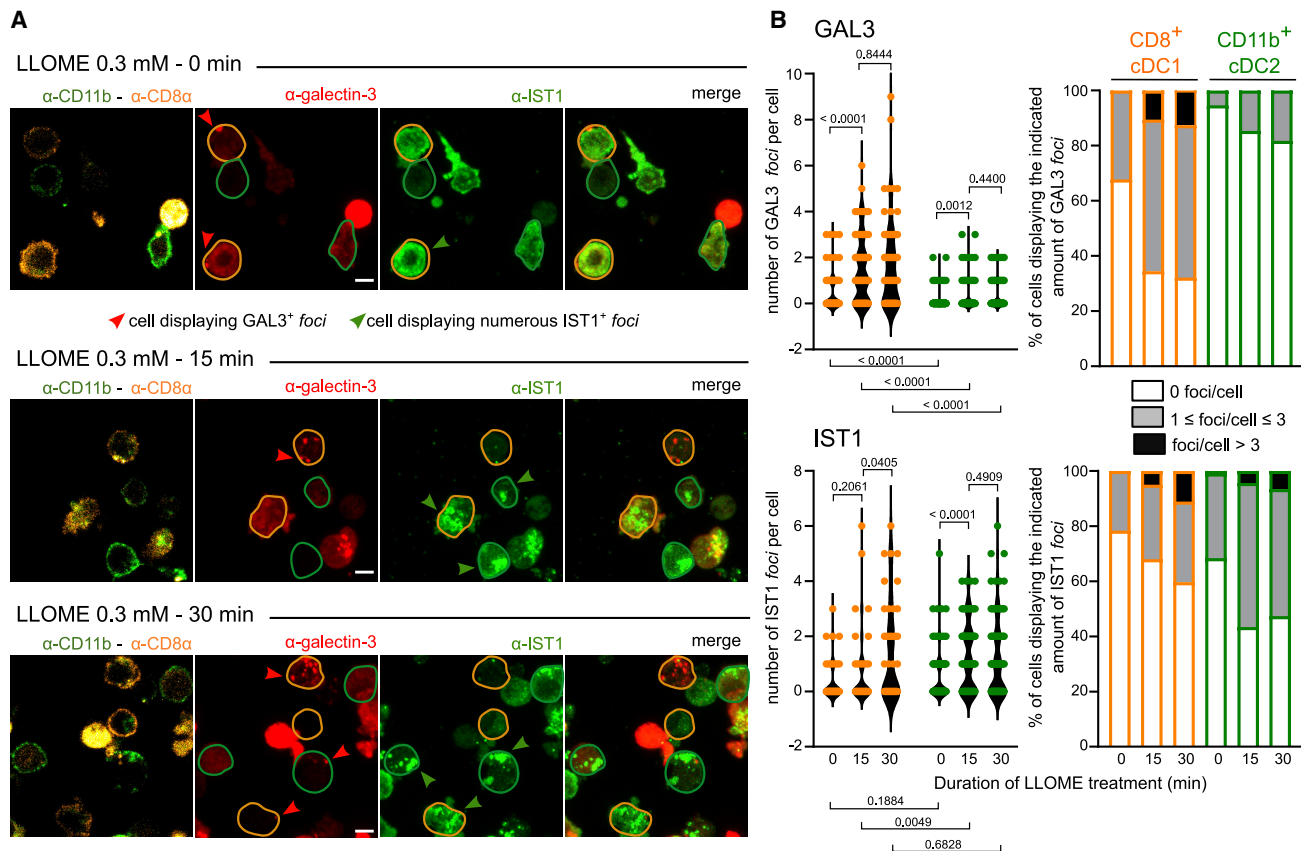 A
LLOME 0.3 mM - 0 min
α-CD11b - α-CD8α
α-galectin-3
α-IST1
merge
cell displaying GAL3+ foci
cell displaying numerous IST1+ foci
LLOME 0.3 mM - 15 min
α-CD11b - α-CD8α
α-galectin-3
α-IST1
merge
LLOME 0.3 mM - 30 min
α-CD11b - α-CD8α
α-galectin-3
α-IST1
merge
B
GAL3
number of GAL3 foci per cell
10
8
6
4
2
0
-2
0.8444
< 0.0001
0.4400
0.0012
< 0.0001
< 0.0001
< 0.0001
CD8+
cDC1
CD11b+
cDC2
% of cells displaying the indicated
amount of GAL3 foci
100
80
60
40
20
0
0 foci/cell
1 ≤ foci/cell ≤ 3
foci/cell > 3
IST1
number of IST1 foci per cell
8
6
4
2
0
-2
0.0405
0.2061
0.4909
< 0.0001
0 15 30 0 15 30
% of cells displaying the indicated
amount of IST1 foci
100
80
60
40
20
0
0 15 30 0 15 30
Duration of LLOME treatment (min)
0.1884
0.0049
0.6828